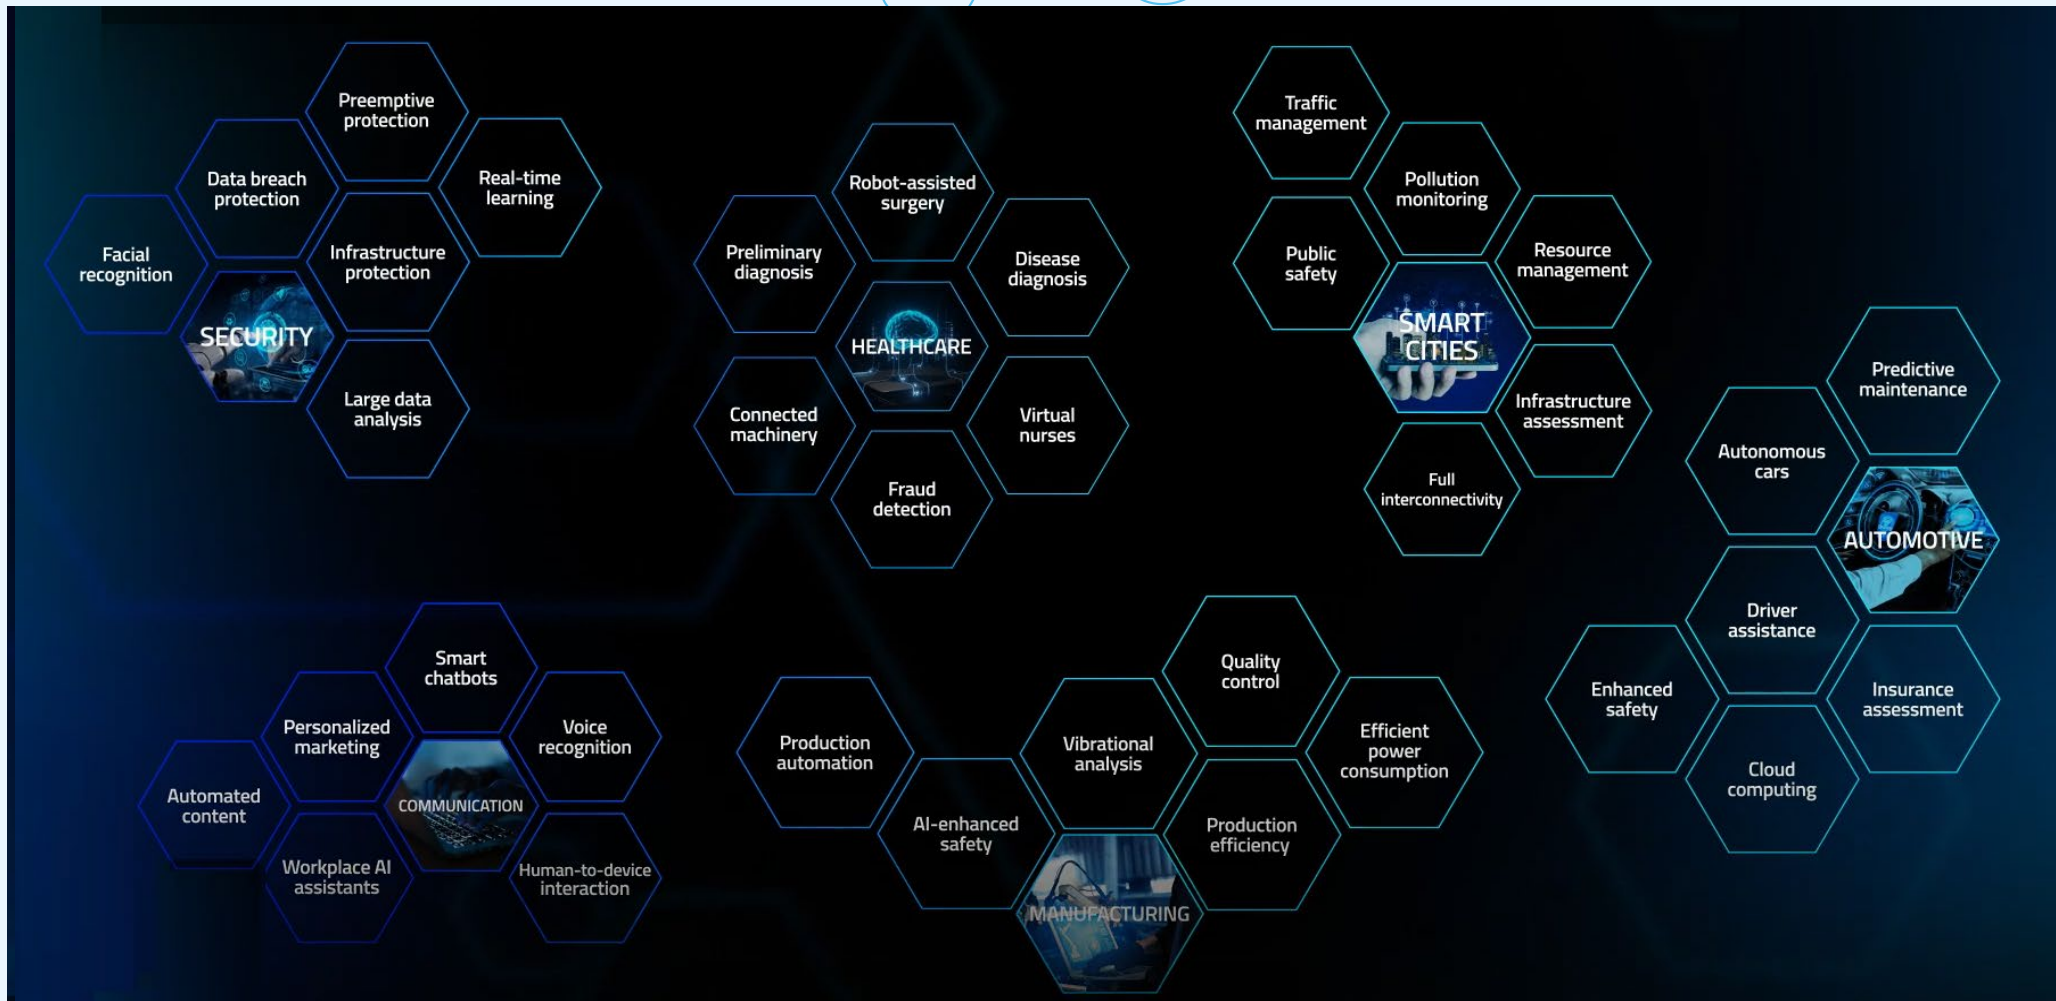 Preemptive
protection
Data breach
protection
Real-time
learning
Facial
recognition
Infrastructure
protection
SECURITY
Large data
analysis
Robot-assisted
surgery
Preliminary
diagnosis
Disease
diagnosis
HEALTHCARE
Connected
machinery
Virtual
nurses
Fraud
detection
Traffic
management
Pollution
monitoring
Public
safety
Resource
management
SMART
CITIES
Infrastructure
assessment
Full
interconnectivity
Predictive
maintenance
Autonomous
cars
AUTOMOTIVE
Driver
assistance
Enhanced
safety
Insurance
assessment
Cloud
computing
Smart
chatbots
Personalized
marketing
Voice
recognition
Automated
content
COMMUNICATION
Workplace AI
assistants
Human-to-device
interaction
Quality
control
Production
automation
Vibrational
analysis
Efficient
power
consumption
AI-enhanced
safety
Production
efficiency
MANUFACTURING